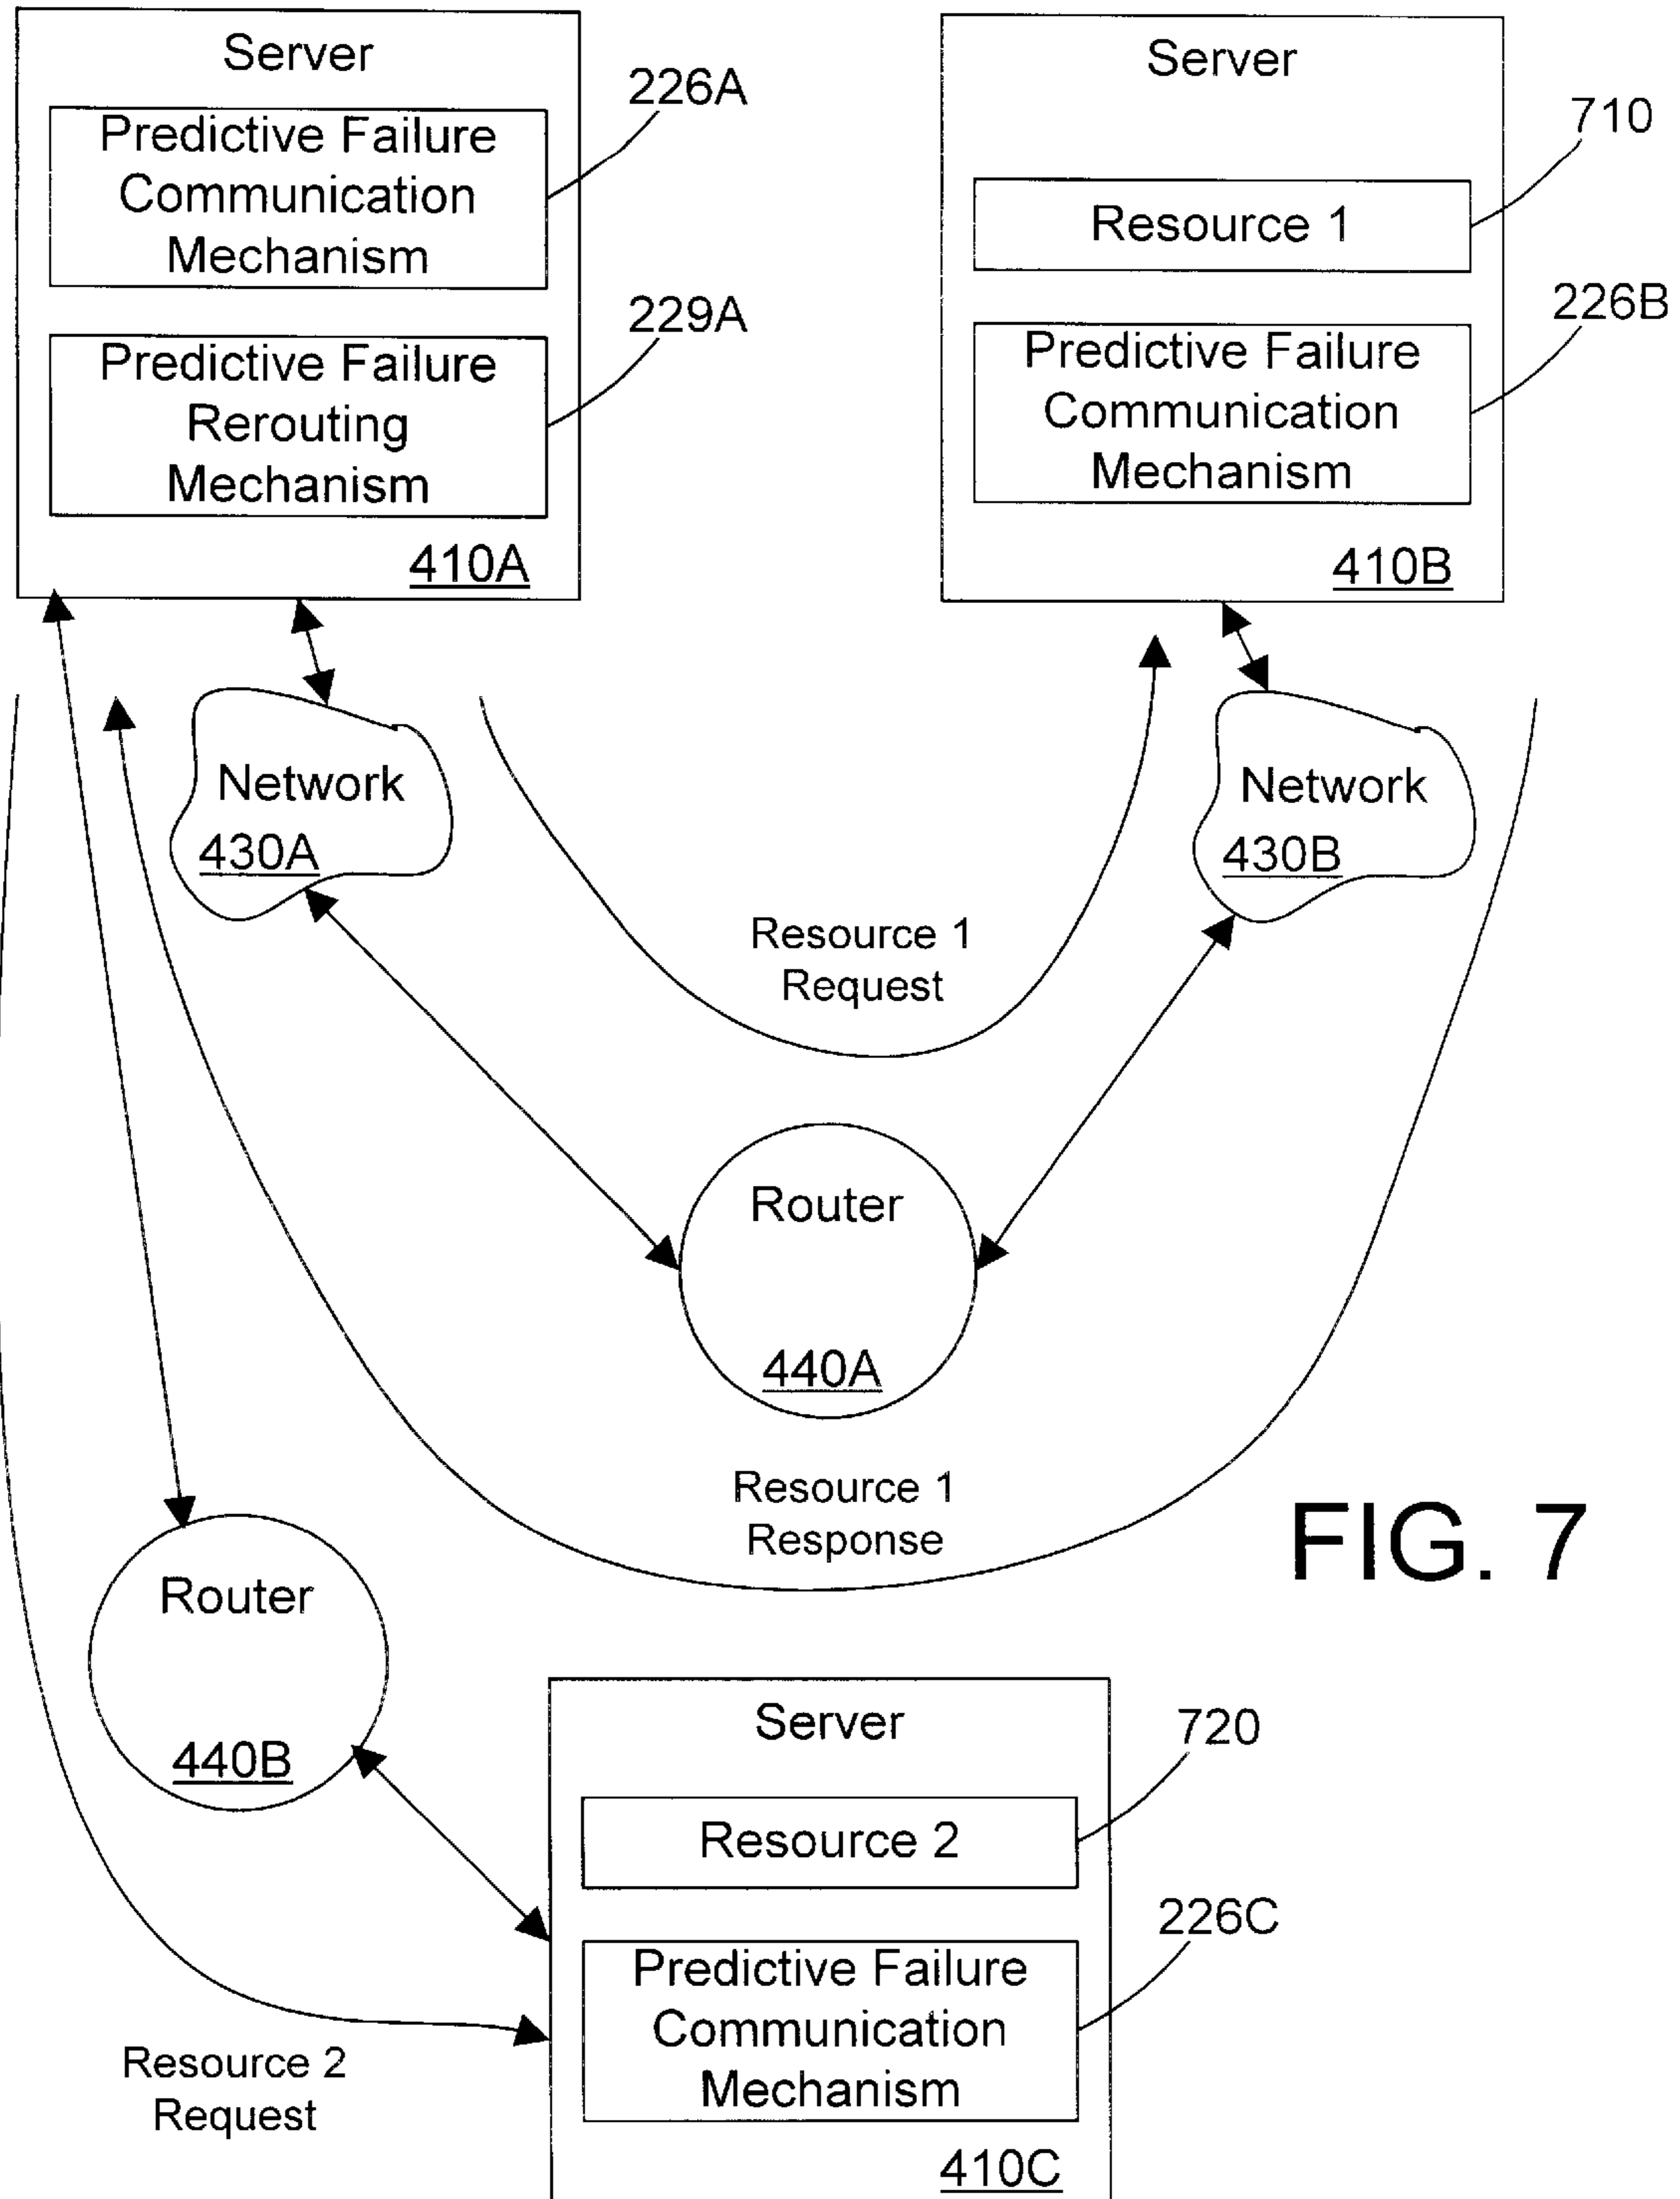 Server
Predictive Failure
Communication
Mechanism
226A
Predictive Failure
Rerouting
Mechanism
229A
410A
Server
Resource 1
710
Predictive Failure
Communication
Mechanism
226B
410B
Network
430A
Network
430B
Resource 1
Request
Router
440A
Resource 1
Response
FIG. 7
Router
440B
Server
Resource 2
720
Predictive Failure
Communication
Mechanism
226C
410C
Resource 2
Request